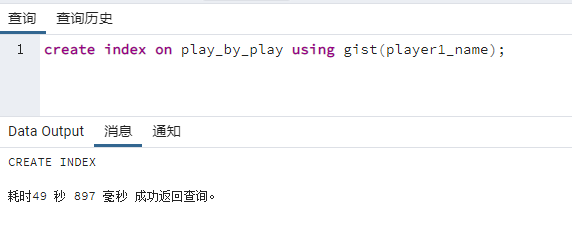 查询 查询历史
1 create index on play_by_play using gist(player1_name);
Data Output 消息 通知
CREATE INDEX
耗时49 秒 897 毫秒 成功返回查询。